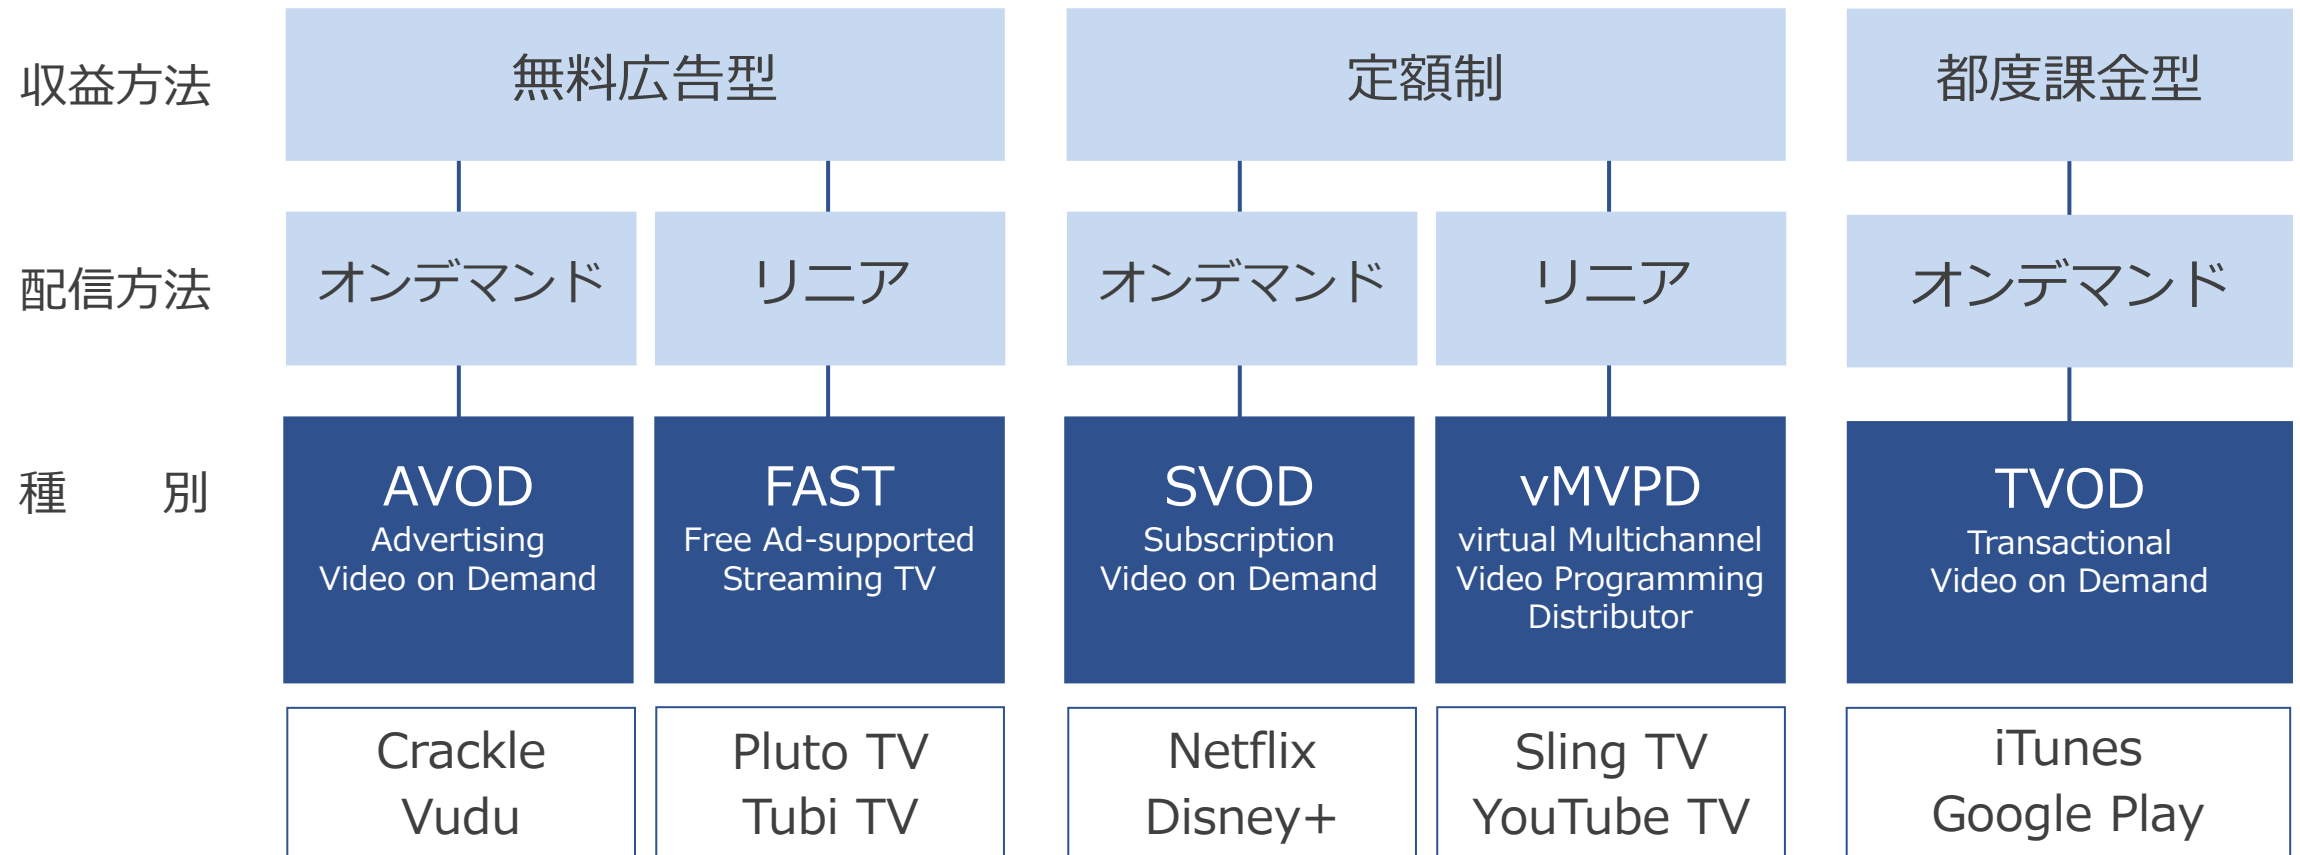 収益方法
無料広告型
定額制
都度課金型
配信方法
オンデマンド
リニア
オンデマンド
リニア
オンデマンド
種　　別
AVOD
Advertising
Video on Demand
FAST
Free Ad-supported
Streaming TV
SVOD
Subscription
Video on Demand
vMVPD
virtual Multichannel
Video Programming
Distributor
TVOD
Transactional
Video on Demand
Crackle
Vudu
Pluto TV
Tubi TV
Netflix
Disney+
Sling TV
YouTube TV
iTunes
Google Play